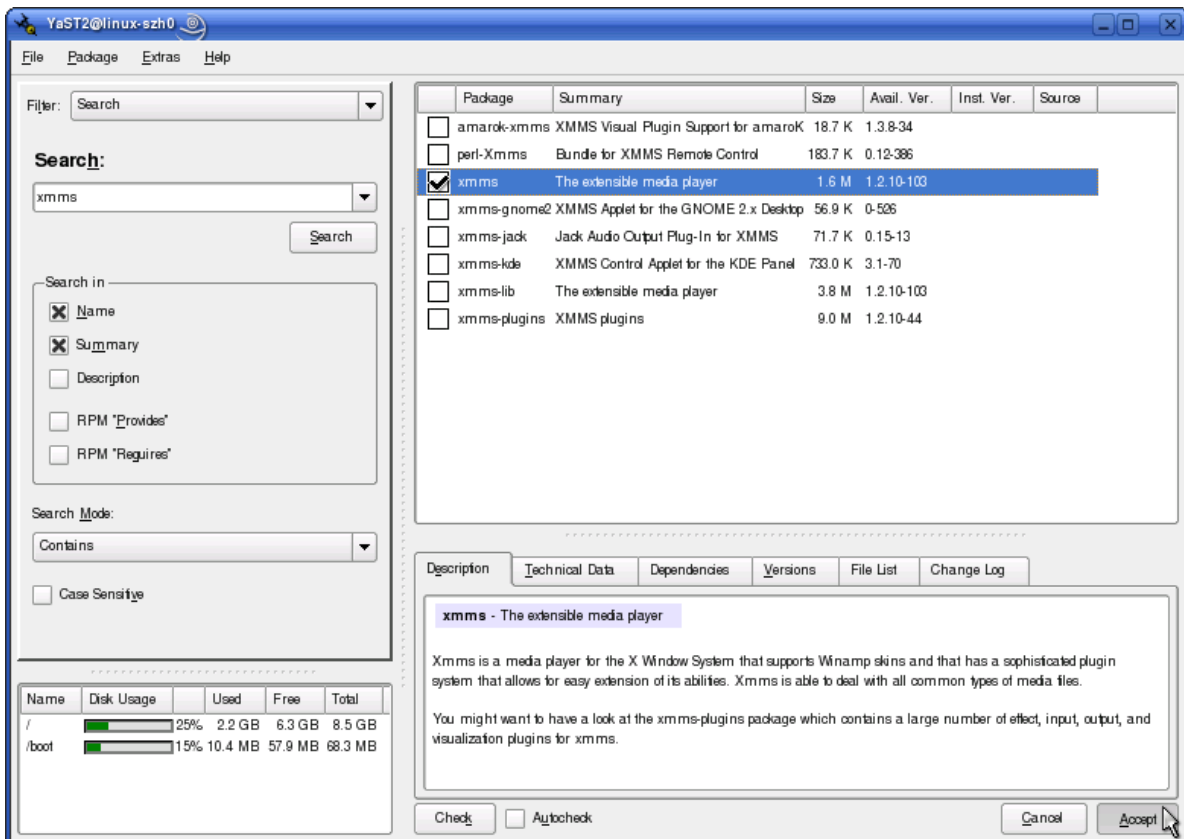 YaST2@linux-szh0
File Package Extras Help
Filter: Search
Search:
xmms
Search
Search in
Name
Summary
Description
RPM "Provides"
RPM "Requires"
Search Mode:
Contains
Case Sensitive
Name Disk Usage Used Free Total
/ 25% 2.2 GB 6.3 GB 8.5 GB
/boot 15% 10.4 MB 57.9 MB 68.3 MB
Package Summary Size Avail. Ver. Inst. Ver. Source
amarok-xmms XMMS Visual Plugin Support for amaroK 18.7 K 1.3.8-34
perl-Xmms Bundle for XMMS Remote Control 183.7 K 0.12-386
xmms The extensible media player 1.6 M 1.2.10-103
xmms-gnome2 XMMS Applet for the GNOME 2.x Desktop 56.9 K 0-526
xmms-jack Jack Audio Output Plug-In for XMMS 71.7 K 0.15-13
xmms-kde XMMS Control Applet for the KDE Panel 733.0 K 3.1-70
xmms-lib The extensible media player 3.8 M 1.2.10-103
xmms-plugins XMMS plugins 9.0 M 1.2.10-44
Description Technical Data Dependencies Versions File List Change Log
xmms - The extensible media player
Xmms is a media player for the X Window System that supports Winamp skins and that has a sophisticated plugin
system that allows for easy extension of its abilities. Xmms is able to deal with all common types of media files.
You might want to have a look at the xmms-plugins package which contains a large number of effect, input, output, and
visualization plugins for xmms.
Check Autocheck Cancel Accept